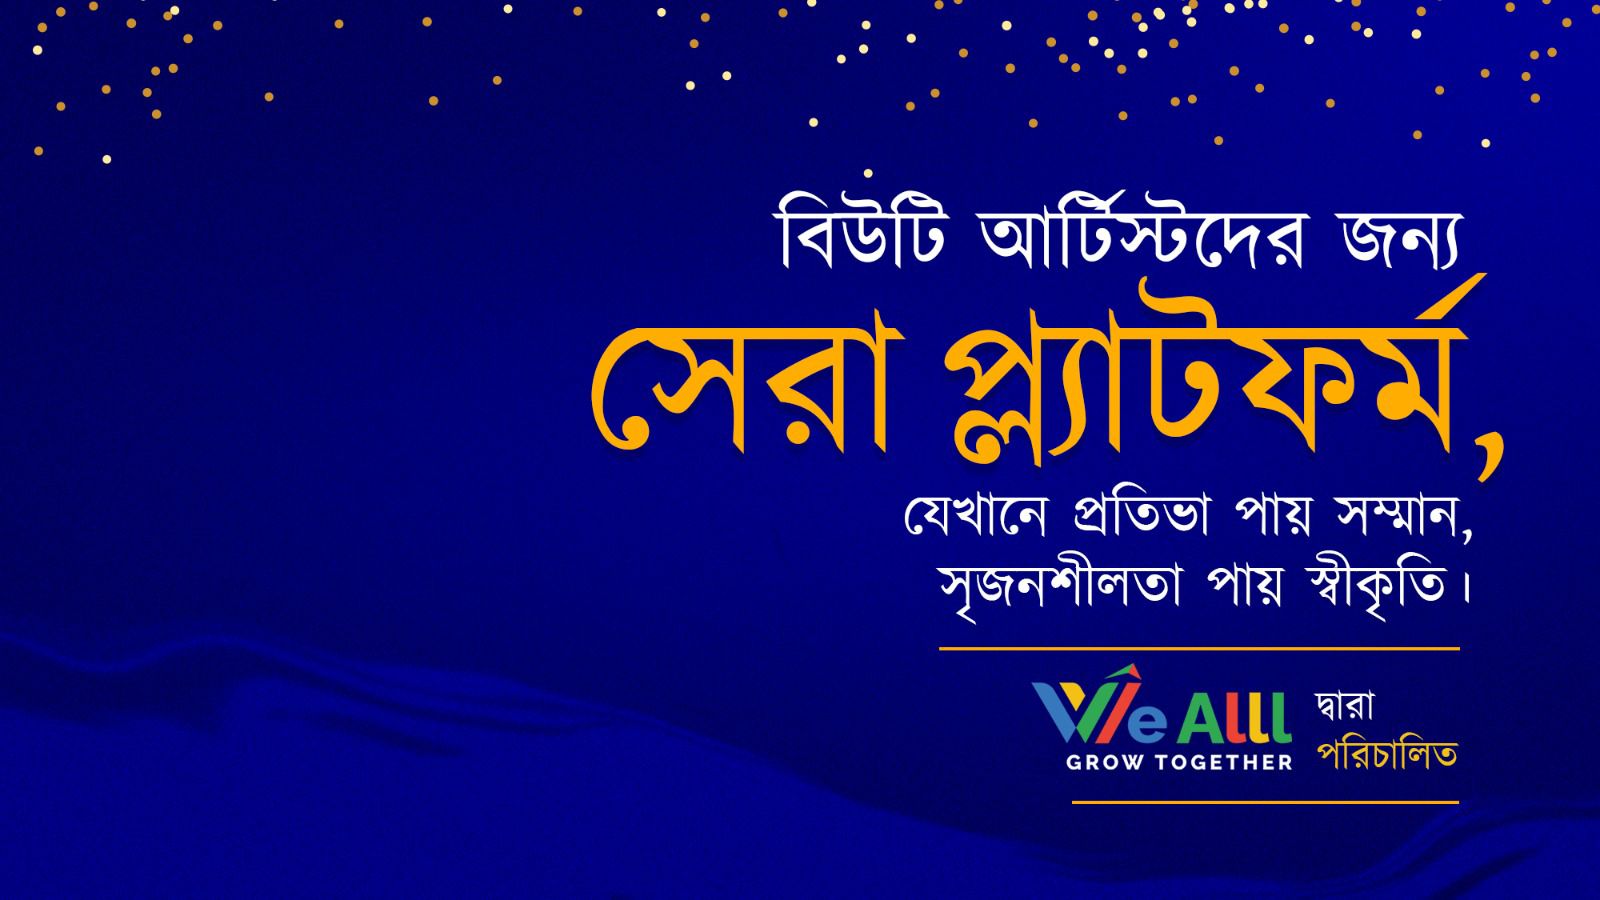 বিউটি আর্টিস্টদের জন্য
সেরা প্ল্যাটফর্ম,
যেখানে প্রতিভা পায় সম্মান,
সৃজনশীলতা পায় স্বীকৃতি।
We Alll
GROW TOGETHER
দ্বারা
পরিচালিত